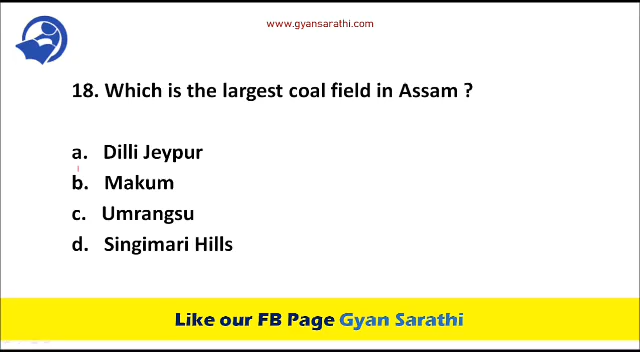 www.gyansarathi.com
18. Which is the largest coal field in Assam ?
a. Dilli Jeypur
b. Makum
c. Umrangsu
d. Singimari Hills
Like our FB Page Gyan Sarathi